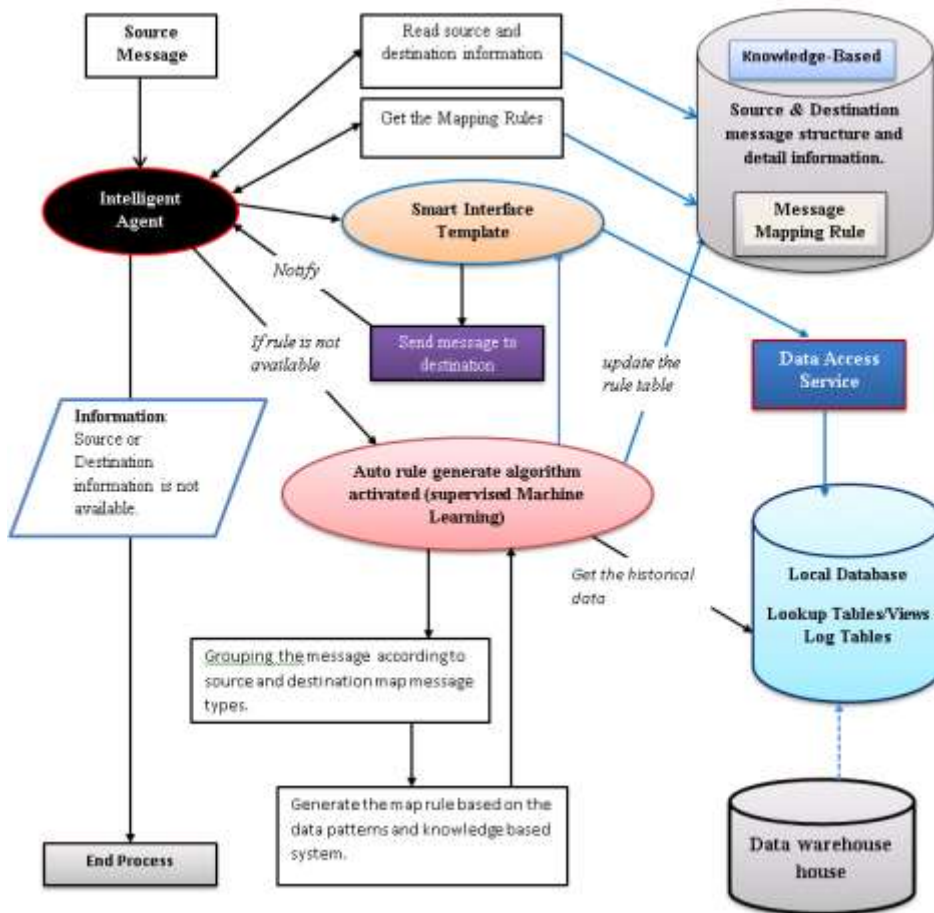 Source
Message
Read source and
destination information
Knowledge-Based
Source & Destination
message structure and
detail information.
Get the Mapping Rules
Intelligent
Agent
Smart Interface
Template
Message
Mapping Rule
Notify
If rule is not
available
Send message to
destination
update the
rule table
Data Access
Service
Information:
Source or
Destination
information is not
available.
Auto rule generate algorithm
activated (supervised Machine
Learning)
Get the historical
data
Local Database
Lookup Tables/Views
Log Tables
Grouping the message according to
source and destination map message
types.
Generate the map rule based on the
data patterns and knowledge based
system.
End Process
Data warehouse
house